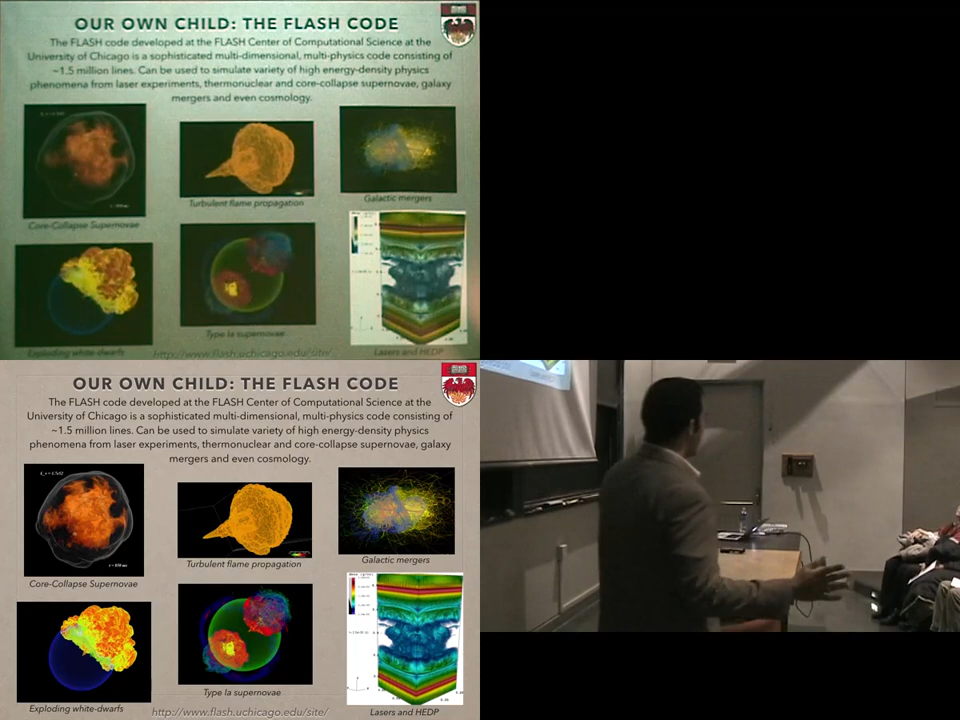 OUR OWN CHILD: THE FLASH CODE
The FLASH code developed at the FLASH Center of Computational Science at the
University of Chicago is a sophisticated multi-dimensional, multi-physics code consisting of
~1.5 million lines. Can be used to simulate variety of high energy-density physics
phenomena from laser experiments, thermonuclear and core-collapse supernovae, galaxy
mergers and even cosmology.
Core-Collapse Supernovae
Turbulent flame propagation
Galactic mergers
Exploding white-dwarfs
Type Ia supernovae
Lasers and HEDP
http://www.flash.uchicago.edu/site/
OUR OWN CHILD: THE FLASH CODE
The FLASH code developed at the FLASH Center of Computational Science at the
University of Chicago is a sophisticated multi-dimensional, multi-physics code consisting of
~1.5 million lines. Can be used to simulate variety of high energy-density physics
phenomena from laser experiments, thermonuclear and core-collapse supernovae, galaxy
mergers and even cosmology.
Core-Collapse Supernovae
Turbulent flame propagation
Galactic mergers
Exploding white-dwarfs
Type Ia supernovae
Lasers and HEDP
http://www.flash.uchicago.edu/site/